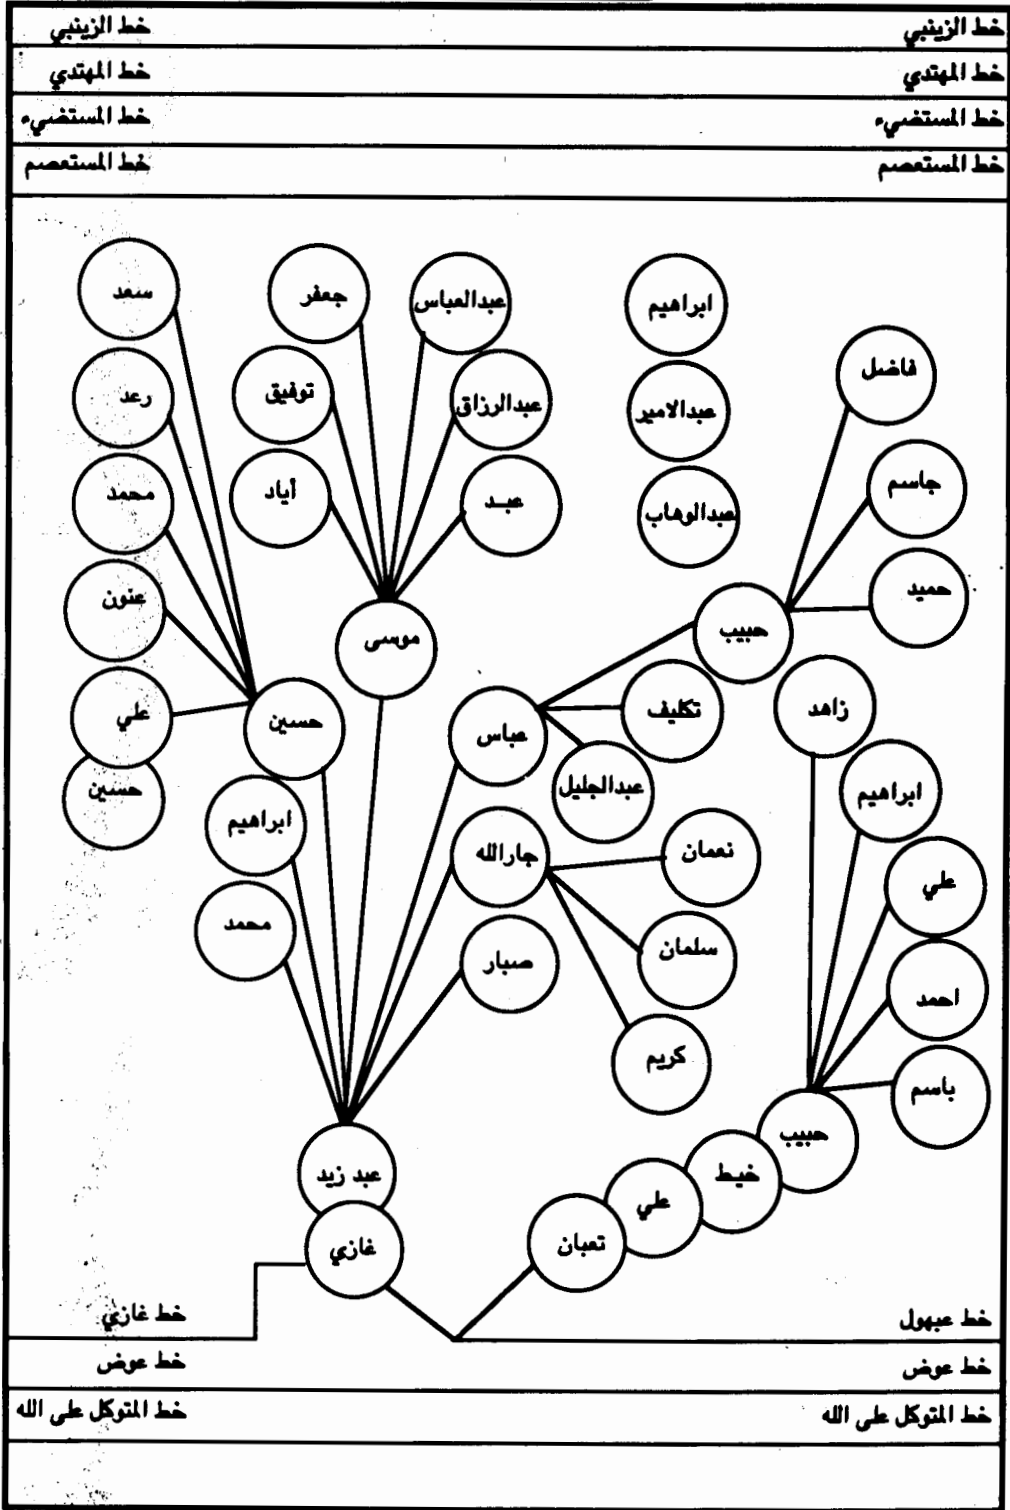 خط الزينبي
خط الزينبي
خط المهتدي
خط المهتدي
خط المستضيء
خط المستضيء
خط المستعصم
خط المستعصم
ابراهيم
عبدالامير
عبدالوهاب
فاضل
جاسم
حميد
حبيب
تكليف
عبدالجليل
عباس
عبدالعباس
عبدالرزاق
عبد
جعفر
توفيق
أياد
موسى
سعد
رعد
محمد
عنون
علي
حسين
حسين
ابراهيم
محمد
جارالله
نعمان
سلمان
كريم
صبار
زاهد
ابراهيم
علي
احمد
باسم
حبيب
خيط
علي
تعبان
عبد زيد
غازي
خط عبهول
خط غازي
خط عوض
خط عوض
خط المتوكل على الله
خط المتوكل على الله